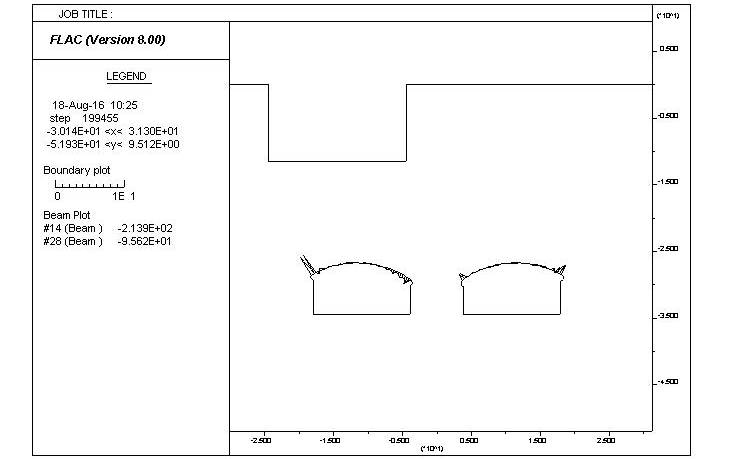 JOB TITLE :
FLAC (Version 8.00)
LEGEND
18-Aug-16 10:25
step 199455
-3.014E+01 <x< 3.130E+01
-5.193E+01 <y< 9.512E+00
Boundary plot
0 1E 1
Beam Plot
#14 (Beam ) -2.139E+02
#28 (Beam ) -9.562E+01
(*10^1)
0.500
-0.500
-1.500
-2.500
-3.500
-4.500
-2.500 -1.500 -0.500 0.500 1.500 2.500
(*10^1)